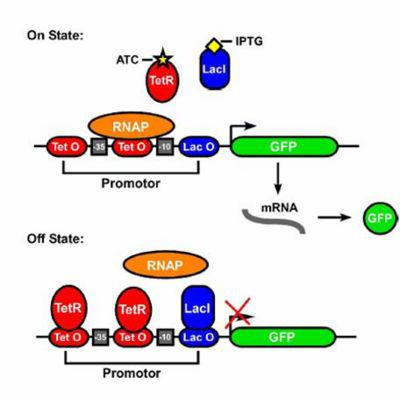 On State:
ATC
TetR
IPTG
LacI
RNAP
Tet O
-35
Tet O
-10
Lac O
GFP
Promotor
mRNA
GFP
Off State:
RNAP
TetR
TetR
LacI
Tet O
-35
Tet O
-10
Lac O
GFP
Promotor